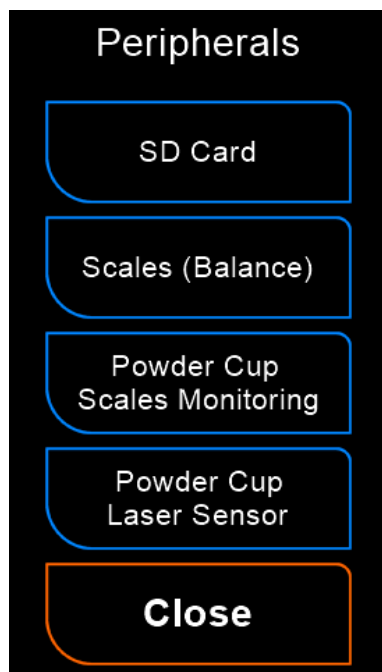 Peripherals
SD Card
Scales (Balance)
Powder Cup
Scales Monitoring
Powder Cup
Laser Sensor
Close